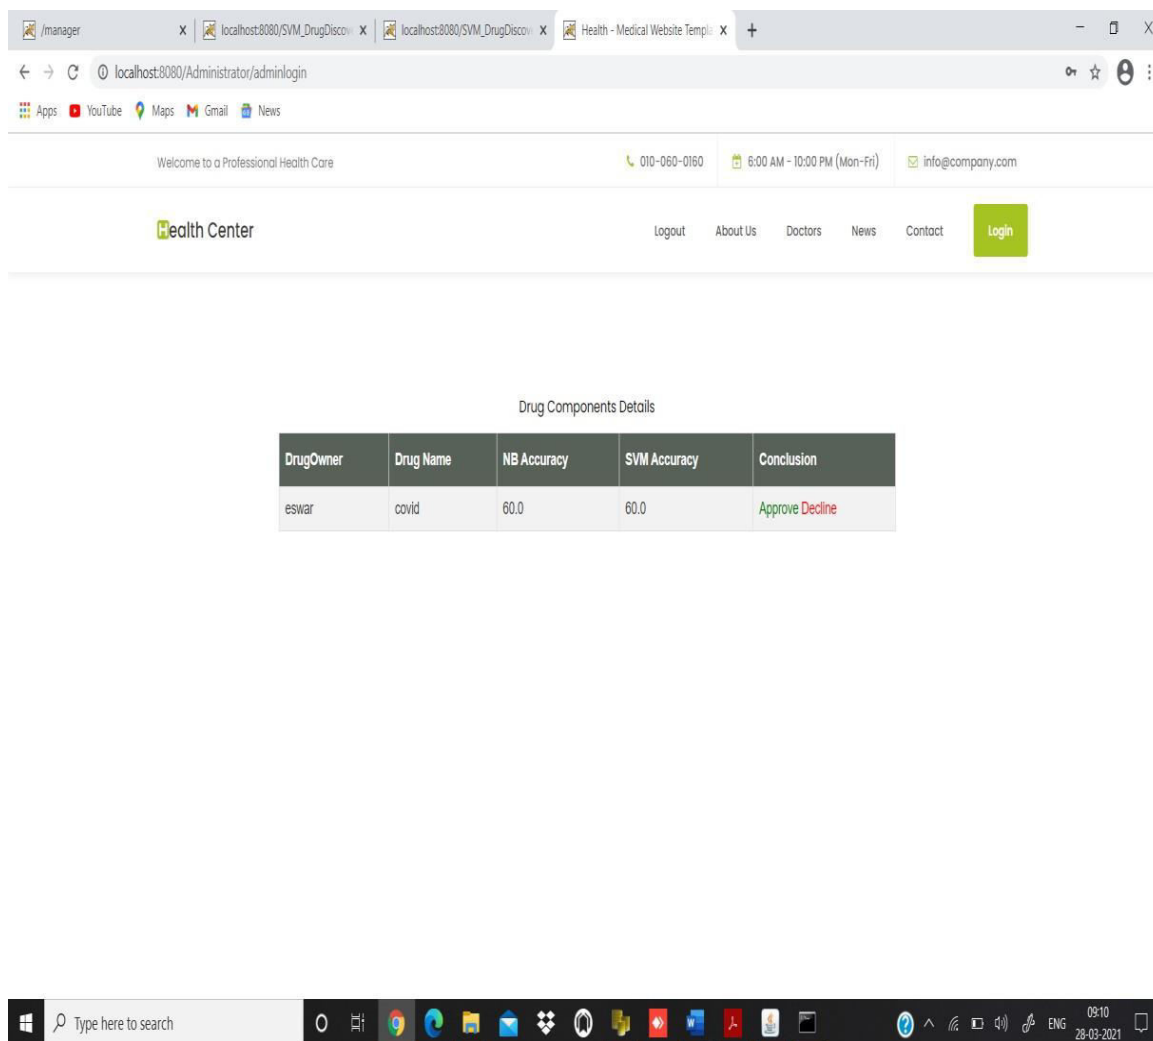 /manager
localhost:8080/SVM_DrugDiscov
localhost:8080/SVM_DrugDiscov
Health - Medical Website Templ
localhost:8080/Administrator/adminlogin
Apps YouTube Maps M Gmail News
Welcome to a Professional Health Care 010-060-0160 6:00 AM - 10:00 PM (Mon-Fri) info@company.com
Health Center Logout About Us Doctors News Contact Login
Drug Components Details
DrugOwner Drug Name NB Accuracy SVM Accuracy Conclusion
eswar covid 60.0 60.0 Approve Decline
Type here to search
ENG
09:10
28-03-2021